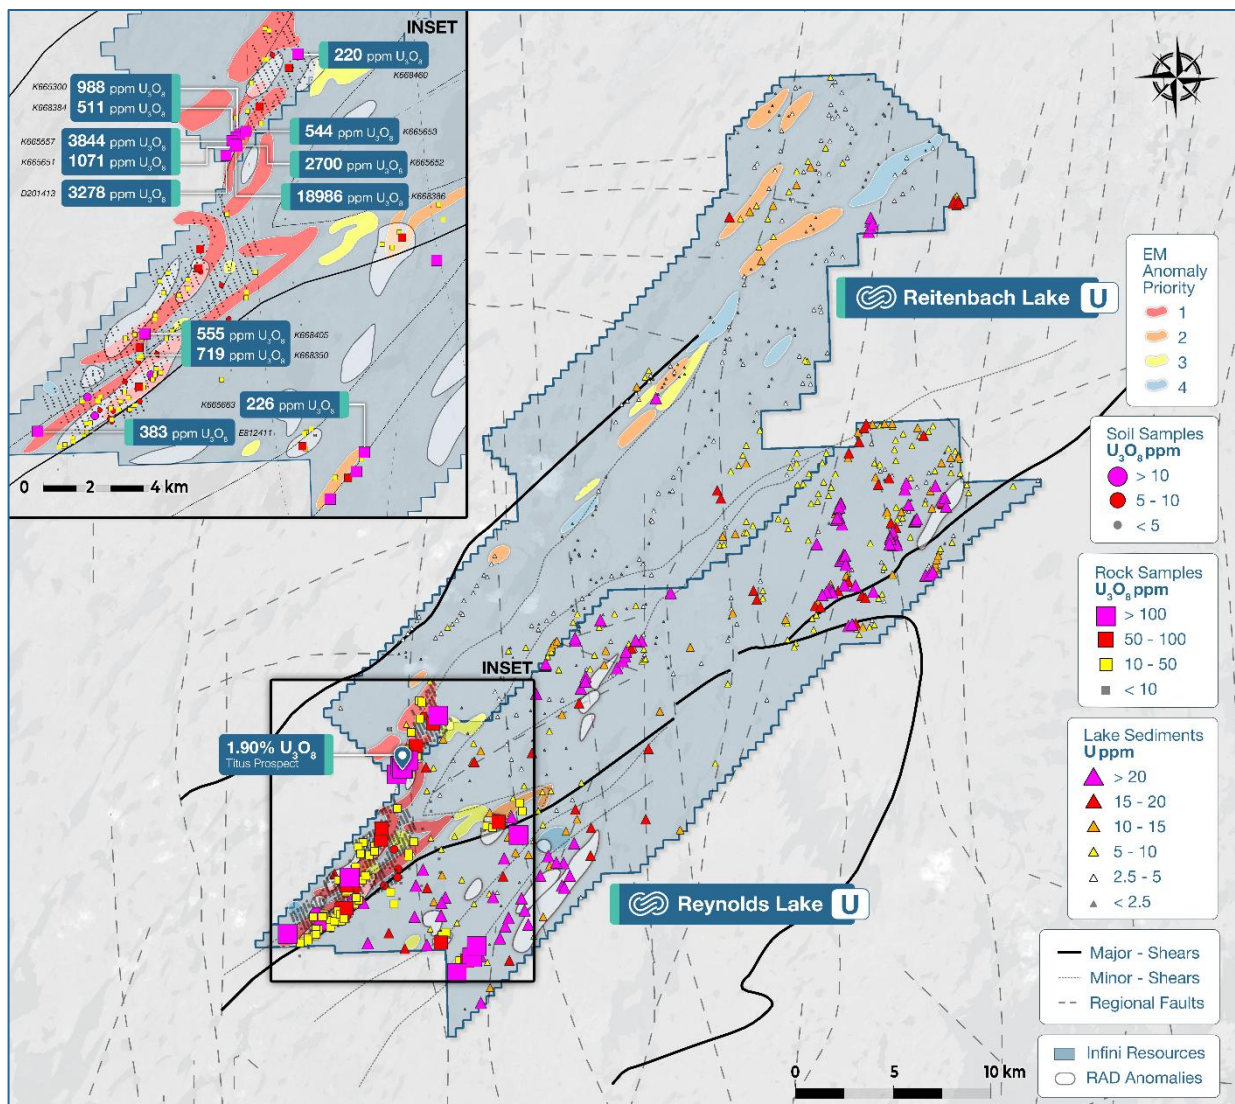 INSET
220 ppm U₃O₈
K668460
K665300
988 ppm U₃O₈
K668384
511 ppm U₃O₈
544 ppm U₃O₈
K665653
K665557
3844 ppm U₃O₈
K665651
1071 ppm U₃O₈
2700 ppm U₃O₈
K665652
D201413
3278 ppm U₃O₈
18986 ppm U₃O₈
K668386
555 ppm U₃O₈
K668405
719 ppm U₃O₈
K668350
K665663
226 ppm U₃O₈
383 ppm U₃O₈
E812411
0 2 4 km
Reitenbach Lake U
INSET
1.90% U₃O₈
Titus Prospect
Reynolds Lake U
EM
Anomaly
Priority
1
2
3
4
Soil Samples
U₃O₈ ppm
> 10
5 - 10
< 5
Rock Samples
U₃O₈ ppm
> 100
50 - 100
10 - 50
< 10
Lake Sediments
U ppm
> 20
15 - 20
10 - 15
5 - 10
2.5 - 5
< 2.5
Major - Shears
Minor - Shears
Regional Faults
Infini Resources
RAD Anomalies
0 5 10 km